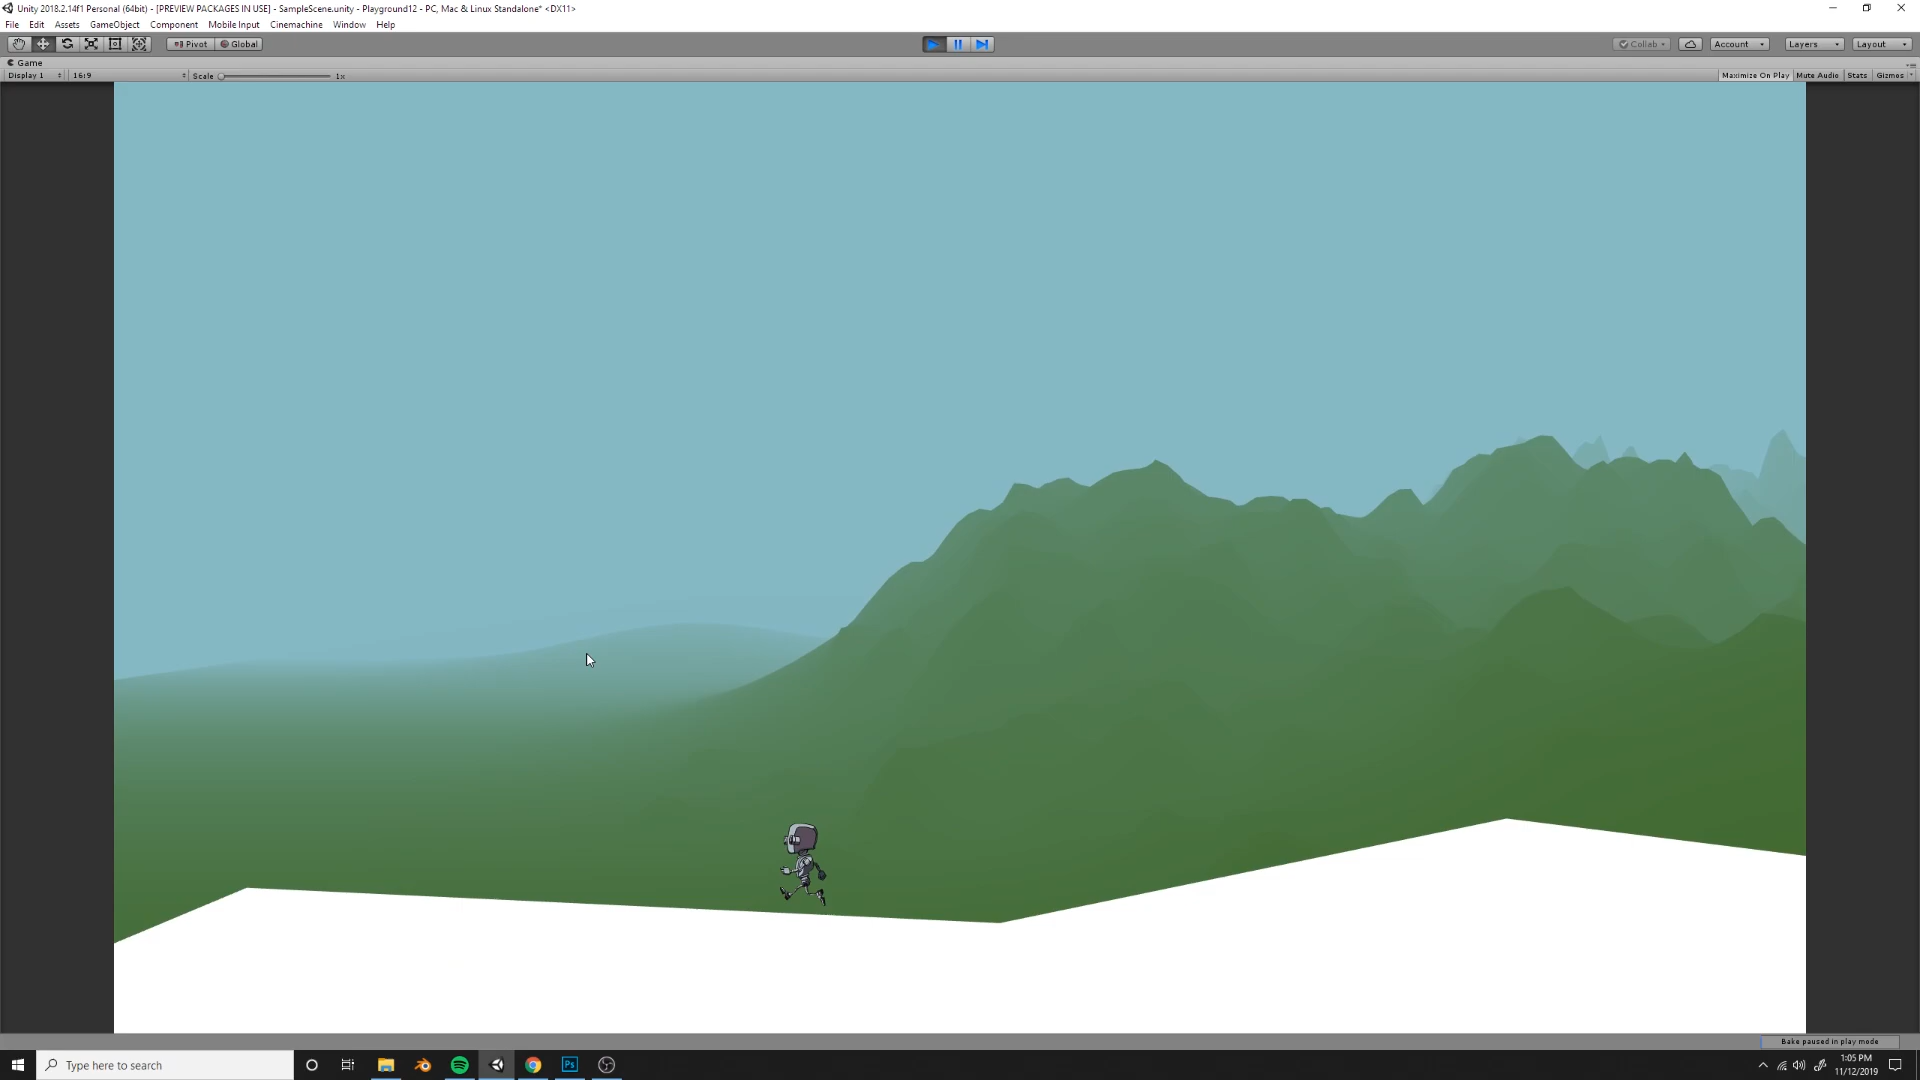 Unity 2018.2.14f1 Personal (64bit) - [PREVIEW PACKAGES IN USE] - SampleScene.unity - Playground12 - PC, Mac & Linux Standalone* <DX11>
File Edit Assets GameObject Component Mobile Input Cinemachine Window Help
Pivot Global Collab Account Layers Layout
Game
Display 1 16:9 Scale 1x Maximize On Play Mute Audio Stats Gizmos
Bake paused in play mode
Type here to search Ps 1:05 PM
11/12/2019